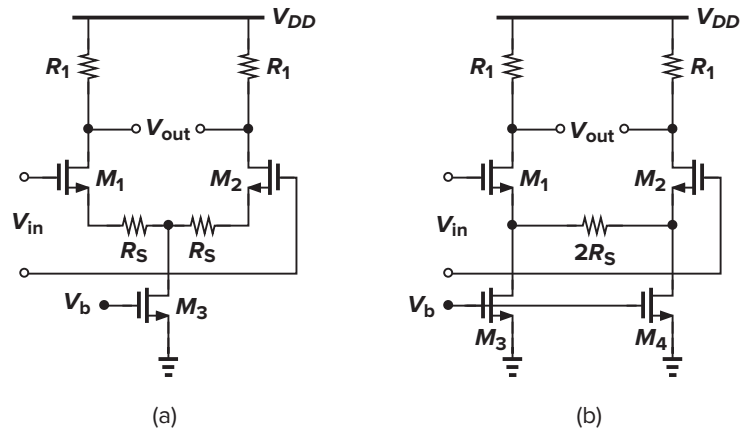 V_DD V_DD
R_1 R_1 R_1 R_1
V_out V_out
M_1 M_2 M_1 M_2
V_in V_in
R_S R_S 2R_S
V_b M_3 V_b
M_3 M_4
(a) (b)